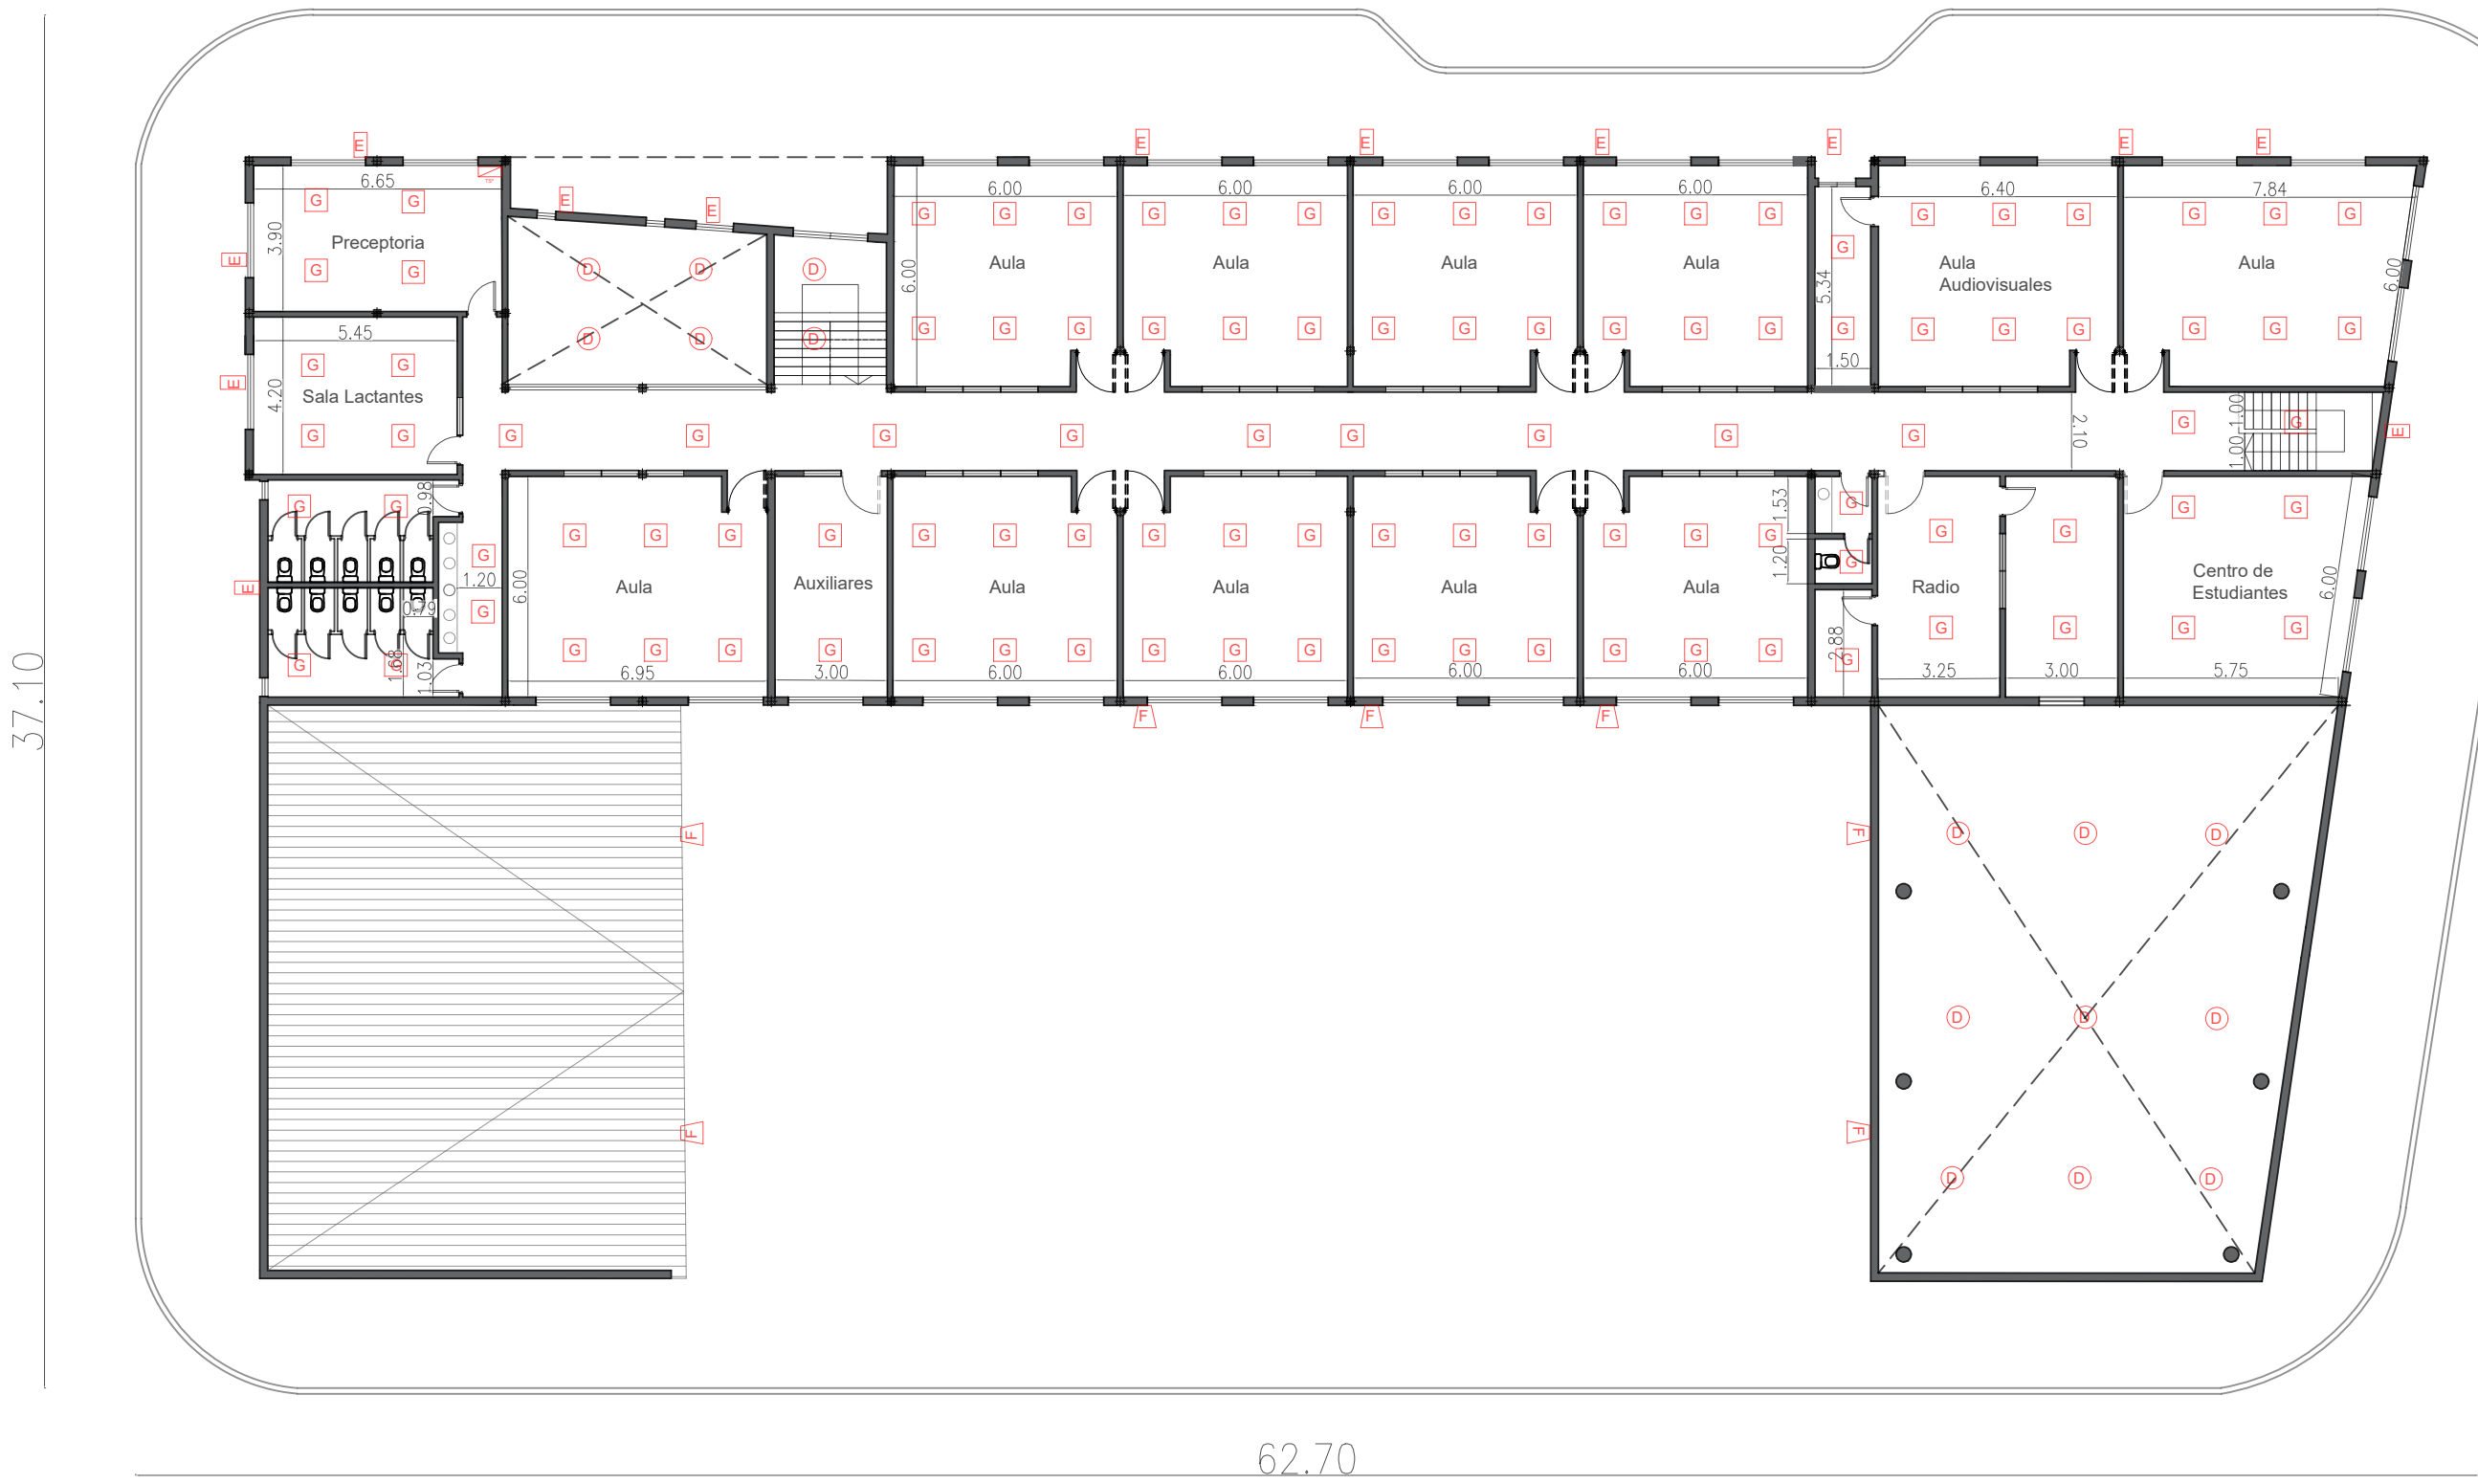 E E E E E E E
6.65
E E
6.00 6.00 6.00 6.00 6.40 7.84
G G G G G G G G G G G G G G G G G G G G
3.90
Preceptoria
E
G
Aula Aula Aula Aula Aula
Audiovisuales
Aula
G G
D D D
6.00
5.34
6.00
5.45
D D D
G G G G G G G G G G G G G G G G G G G
1.50
G G
E
4.20
Sala Lactantes
G G
G G G G G G G G G
2.10
G G
1.00
1.00
E
G G
0.98
1.53
G
G G
G G G G G G G G G G G G G G G G G G
G
1.20
E
1.20
6.00
Aula
Auxiliares
Aula Aula Aula Aula
G
1.20
Radio
Centro de
Estudiantes
6.00
0.79
G
G G
1.68
1.03
G G G G G G G G G G G G G G G G
2.88
G
G G G G
6.95 3.00 6.00 6.00 6.00 6.00 3.25 3.00 5.75
F F F
37.10
F F D D D
D D D
F F D D D
62.70